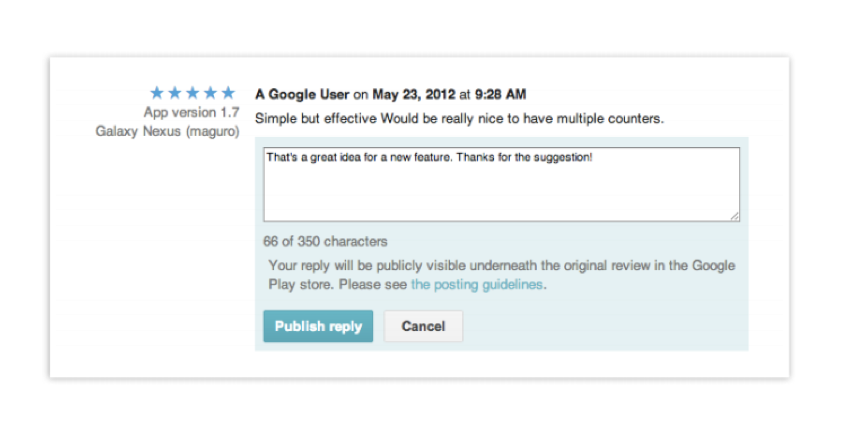 A Google User on May 23, 2012 at 9:28 AM
App version 1.7
Simple but effective Would be really nice to have multiple counters.
Galaxy Nexus (maguro)
That's a great idea for a new feature. Thanks for the suggestion!
66 of 350 characters
Your reply will be publicly visible underneath the original review in the Google
Play store. Please see the posting guidelines.
Publish reply
Cancel